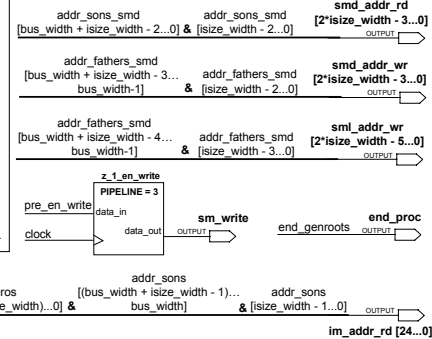 smd_addr_rd
addr_sons_smd addr_sons_smd [2*isize_width - 3...0]
[bus_width + isize_width - 2...0] & [isize_width - 2...0] OUTPUT
addr_fathers_smd smd_addr_wr
[bus_width + isize_width - 3... addr_fathers_smd [2*isize_width - 3...0]
bus_width-1] & [isize_width - 2...0] OUTPUT
addr_fathers_smd sml_addr_wr
[bus_width + isize_width - 4... addr_fathers_smd [2*isize_width - 5...0]
bus_width-1] & [isize_width - 3...0] OUTPUT
z_1_en_write
PIPELINE = 3
pre_en_write data_in sm_write end_proc
data_out OUTPUT end_genroots OUTPUT
clock
addr_sons
ros [(bus_width + isize_width - 1)... addr_sons
e_width)...0] & bus_width] & [isize_width - 1...0] OUTPUT
im_addr_rd [24...0]